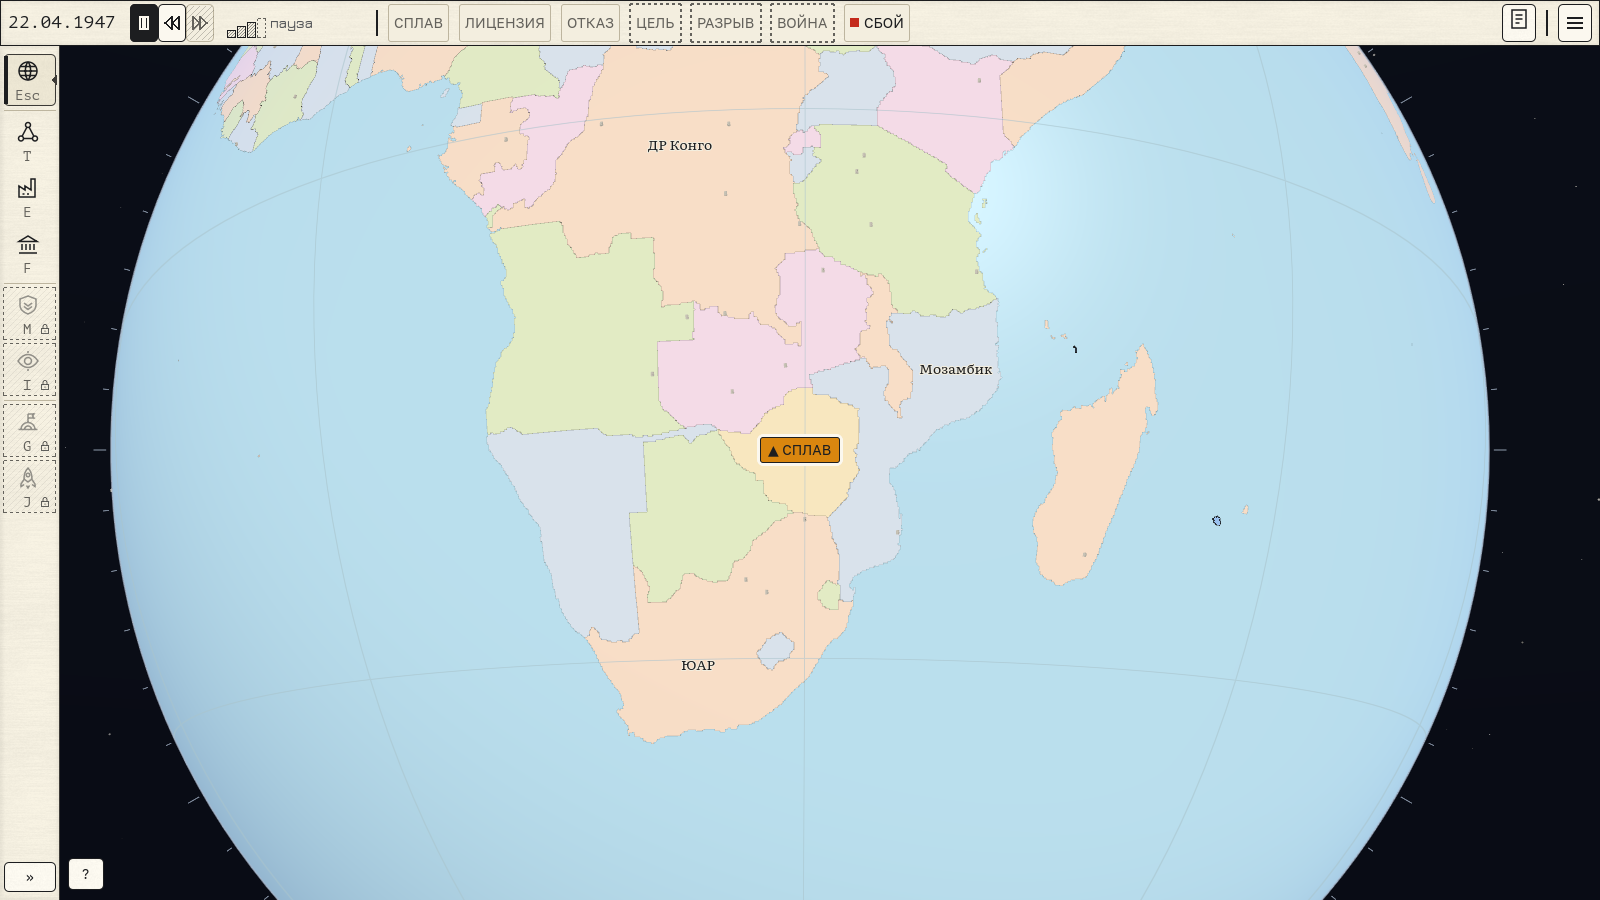 22.04.1947
пауза
СПЛАВ
ЛИЦЕНЗИЯ
ОТКАЗ
ЦЕЛЬ
РАЗРЫВ
ВОЙНА
СБОЙ
Esc
T
E
F
M
I
G
J
»
?
ДР Конго
Мозамбик
▲ СПЛАВ
ЮАР